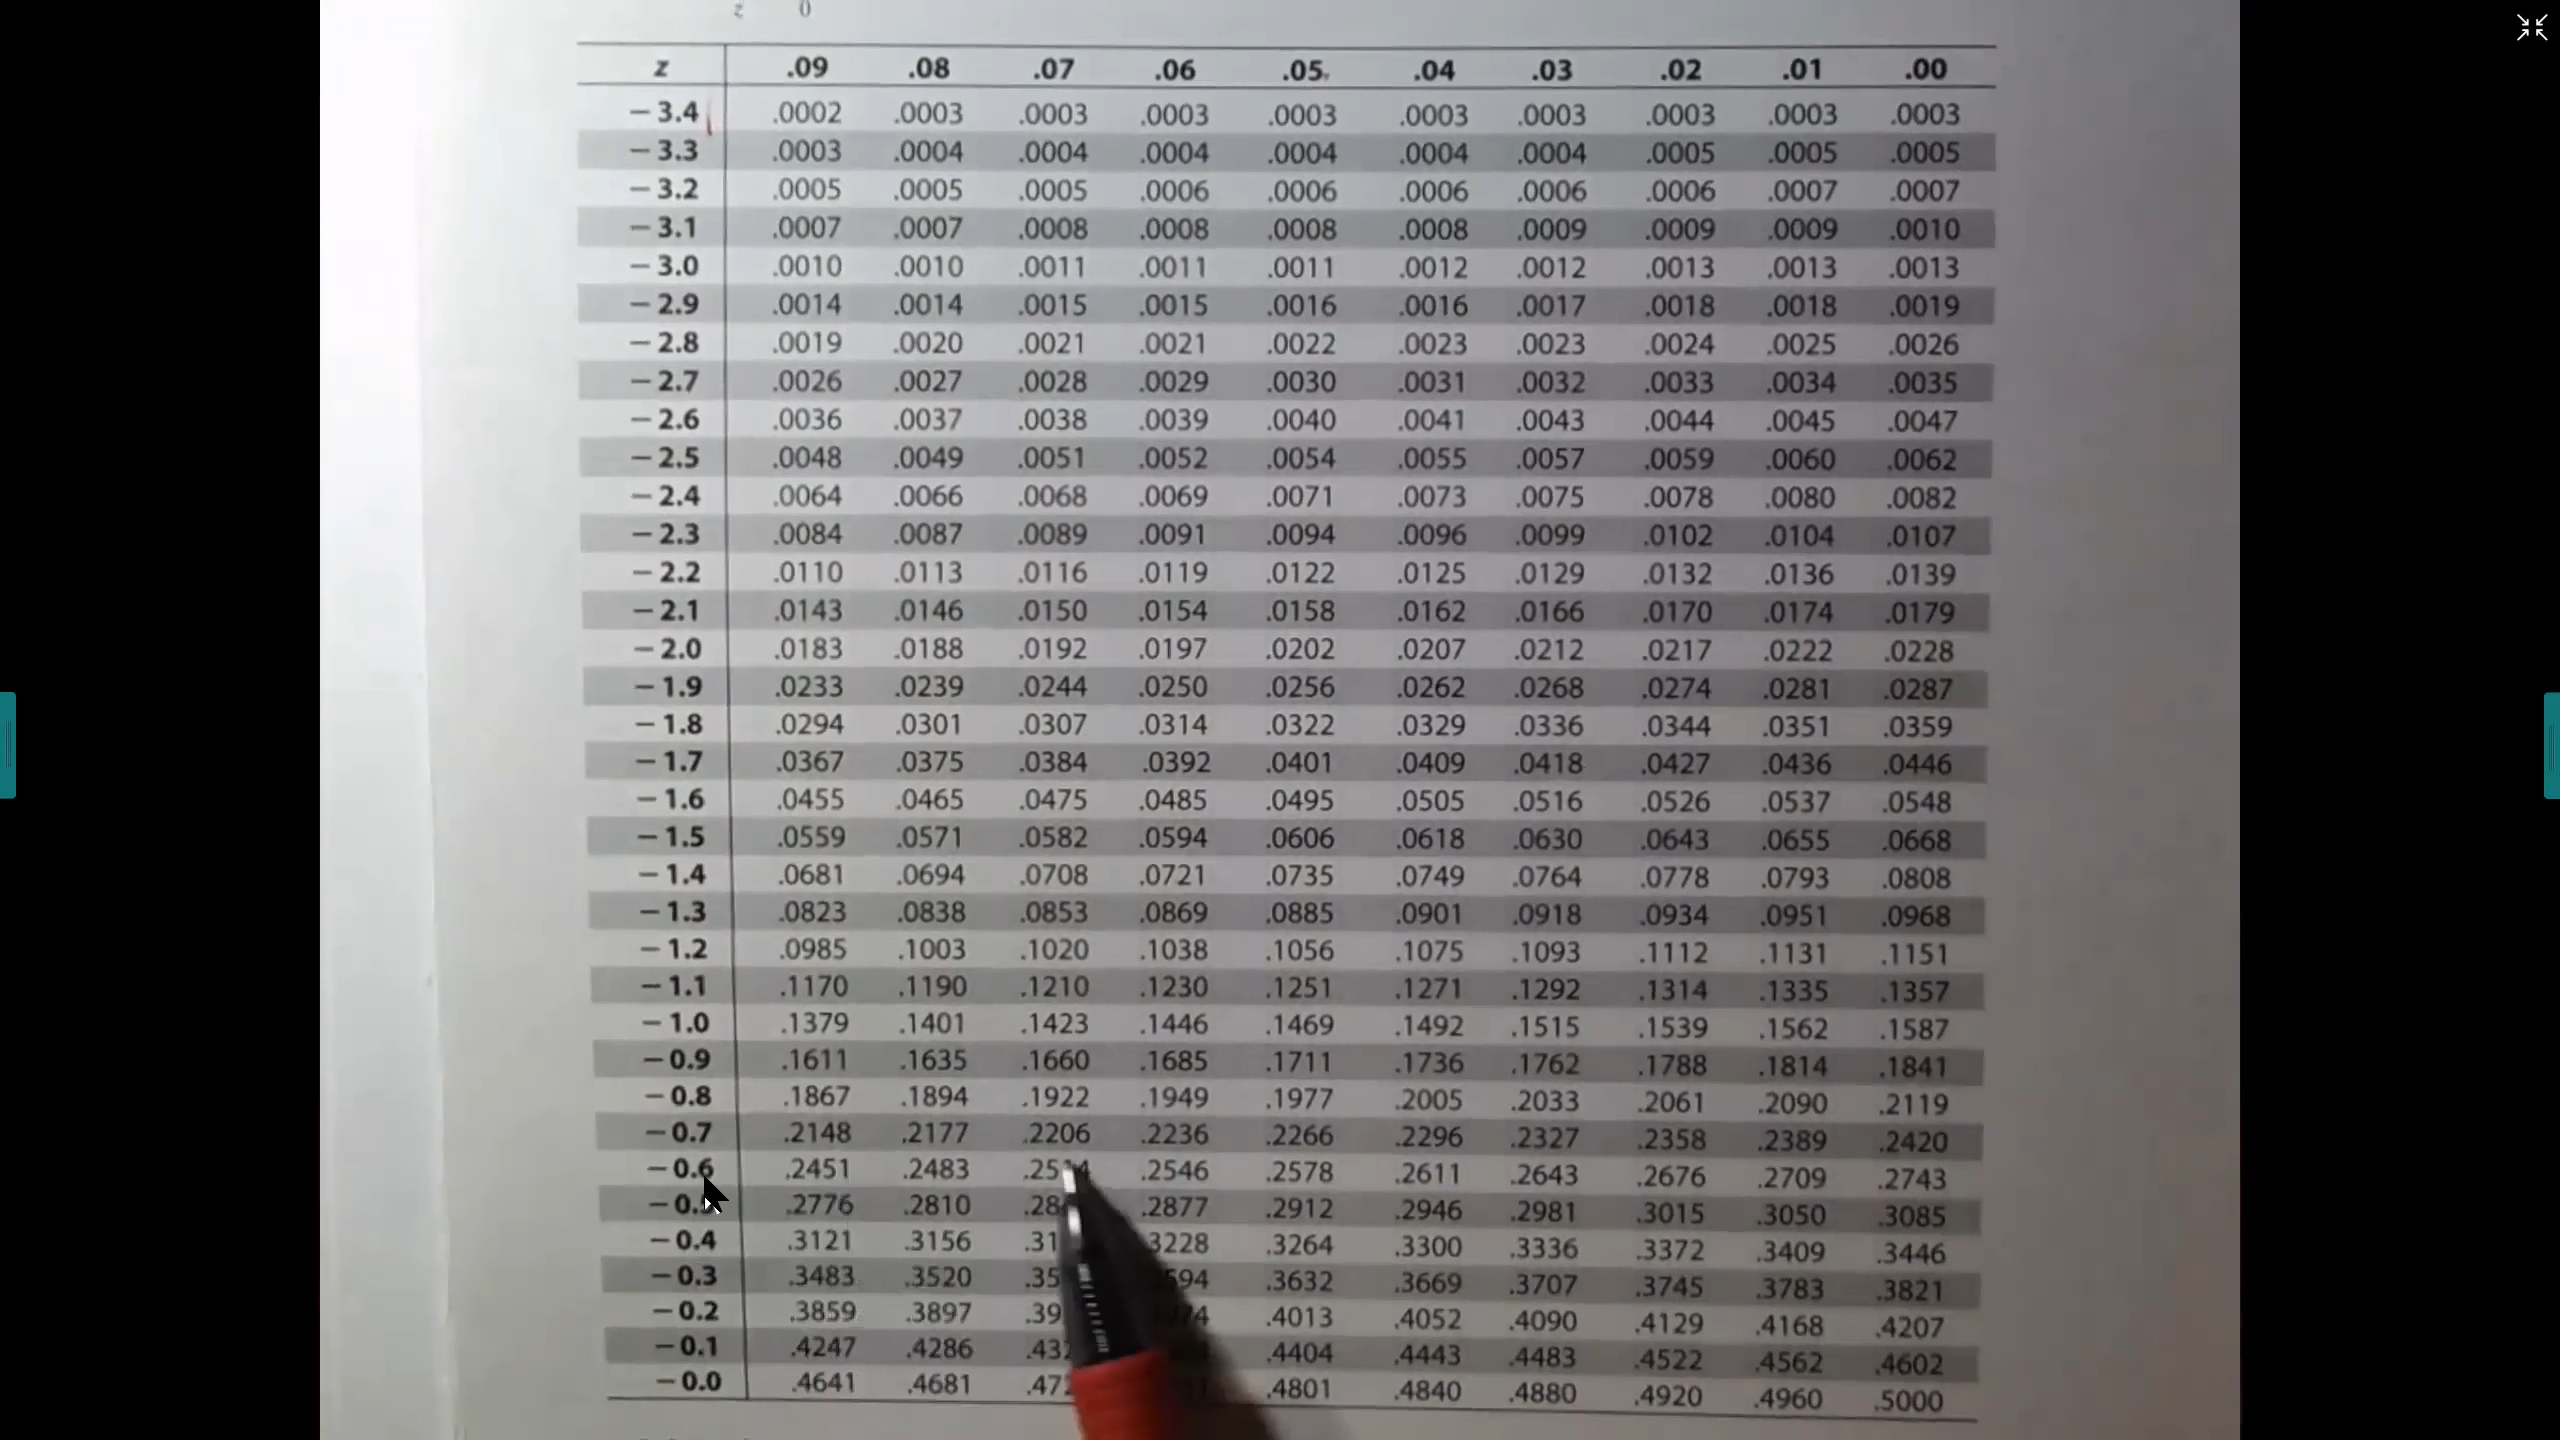 z 0
z .09 .08 .07 .06 .05 .04 .03 .02 .01 .00
− 3.4 .0002 .0003 .0003 .0003 .0003 .0003 .0003 .0003 .0003 .0003
− 3.3 .0003 .0004 .0004 .0004 .0004 .0004 .0004 .0005 .0005 .0005
− 3.2 .0005 .0005 .0005 .0006 .0006 .0006 .0006 .0006 .0007 .0007
− 3.1 .0007 .0007 .0008 .0008 .0008 .0008 .0009 .0009 .0009 .0010
− 3.0 .0010 .0010 .0011 .0011 .0011 .0012 .0012 .0013 .0013 .0013
− 2.9 .0014 .0014 .0015 .0015 .0016 .0016 .0017 .0018 .0018 .0019
− 2.8 .0019 .0020 .0021 .0021 .0022 .0023 .0023 .0024 .0025 .0026
− 2.7 .0026 .0027 .0028 .0029 .0030 .0031 .0032 .0033 .0034 .0035
− 2.6 .0036 .0037 .0038 .0039 .0040 .0041 .0043 .0044 .0045 .0047
− 2.5 .0048 .0049 .0051 .0052 .0054 .0055 .0057 .0059 .0060 .0062
− 2.4 .0064 .0066 .0068 .0069 .0071 .0073 .0075 .0078 .0080 .0082
− 2.3 .0084 .0087 .0089 .0091 .0094 .0096 .0099 .0102 .0104 .0107
− 2.2 .0110 .0113 .0116 .0119 .0122 .0125 .0129 .0132 .0136 .0139
− 2.1 .0143 .0146 .0150 .0154 .0158 .0162 .0166 .0170 .0174 .0179
− 2.0 .0183 .0188 .0192 .0197 .0202 .0207 .0212 .0217 .0222 .0228
− 1.9 .0233 .0239 .0244 .0250 .0256 .0262 .0268 .0274 .0281 .0287
− 1.8 .0294 .0301 .0307 .0314 .0322 .0329 .0336 .0344 .0351 .0359
− 1.7 .0367 .0375 .0384 .0392 .0401 .0409 .0418 .0427 .0436 .0446
− 1.6 .0455 .0465 .0475 .0485 .0495 .0505 .0516 .0526 .0537 .0548
− 1.5 .0559 .0571 .0582 .0594 .0606 .0618 .0630 .0643 .0655 .0668
− 1.4 .0681 .0694 .0708 .0721 .0735 .0749 .0764 .0778 .0793 .0808
− 1.3 .0823 .0838 .0853 .0869 .0885 .0901 .0918 .0934 .0951 .0968
− 1.2 .0985 .1003 .1020 .1038 .1056 .1075 .1093 .1112 .1131 .1151
− 1.1 .1170 .1190 .1210 .1230 .1251 .1271 .1292 .1314 .1335 .1357
− 1.0 .1379 .1401 .1423 .1446 .1469 .1492 .1515 .1539 .1562 .1587
− 0.9 .1611 .1635 .1660 .1685 .1711 .1736 .1762 .1788 .1814 .1841
− 0.8 .1867 .1894 .1922 .1949 .1977 .2005 .2033 .2061 .2090 .2119
− 0.7 .2148 .2177 .2206 .2236 .2266 .2296 .2327 .2358 .2389 .2420
− 0.6 .2451 .2483 .2546 .2578 .2611 .2643 .2676 .2709 .2743
.2776 .2810 .2877 .2912 .2946 .2981 .3015 .3050 .3085
− 0.4 .3121 .3156 .3228 .3264 .3300 .3336 .3372 .3409 .3446
− 0.3 .3483 .3520 .3632 .3669 .3707 .3745 .3783 .3821
− 0.2 .3859 .3897 .4013 .4052 .4090 .4129 .4168 .4207
− 0.1 .4247 .4286 .4404 .4443 .4483 .4522 .4562 .4602
− 0.0 .4641 .4681 .4801 .4840 .4880 .4920 .4960 .5000